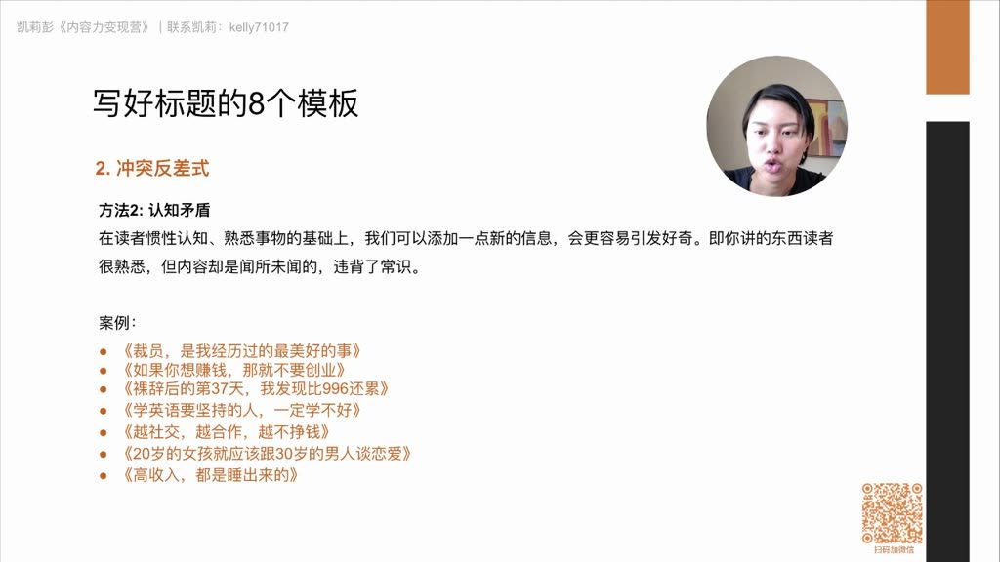 凯莉彭《内容力变现营》｜联系凯莉：kelly71017
写好标题的8个模板
2. 冲突反差式
方法2: 认知矛盾
在读者惯性认知、熟悉事物的基础上，我们可以添加一点新的信息，会更容易引发好奇。即你讲的东西读者
很熟悉，但内容却是闻所未闻的，违背了常识。
案例：
● 《裁员，是我经历过的最美好的事》
● 《如果你想赚钱，那就不要创业》
● 《裸辞后的第37天，我发现比996还累》
● 《学英语要坚持的人，一定学不好》
● 《越社交，越合作，越不挣钱》
● 《20岁的女孩就应该跟30岁的男人谈恋爱》
● 《高收入，都是睡出来的》
扫码加微信